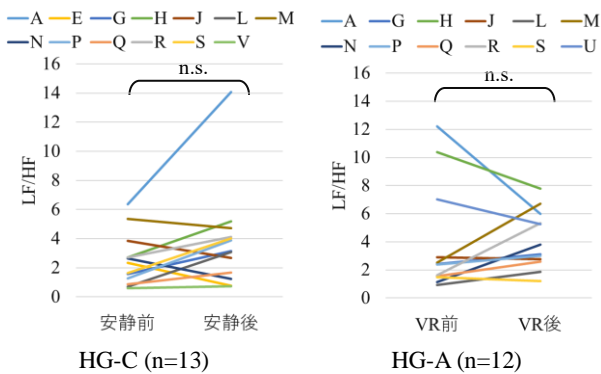 A E G H J L M
N P Q R S V
n.s.
16
14
12
10
8
6
4
2
0
LF/HF
安静前 安静後
HG-C (n=13)
A G H J L M
N P Q R S U
n.s.
16
14
12
10
8
6
4
2
0
LF/HF
VR前 VR後
HG-A (n=12)